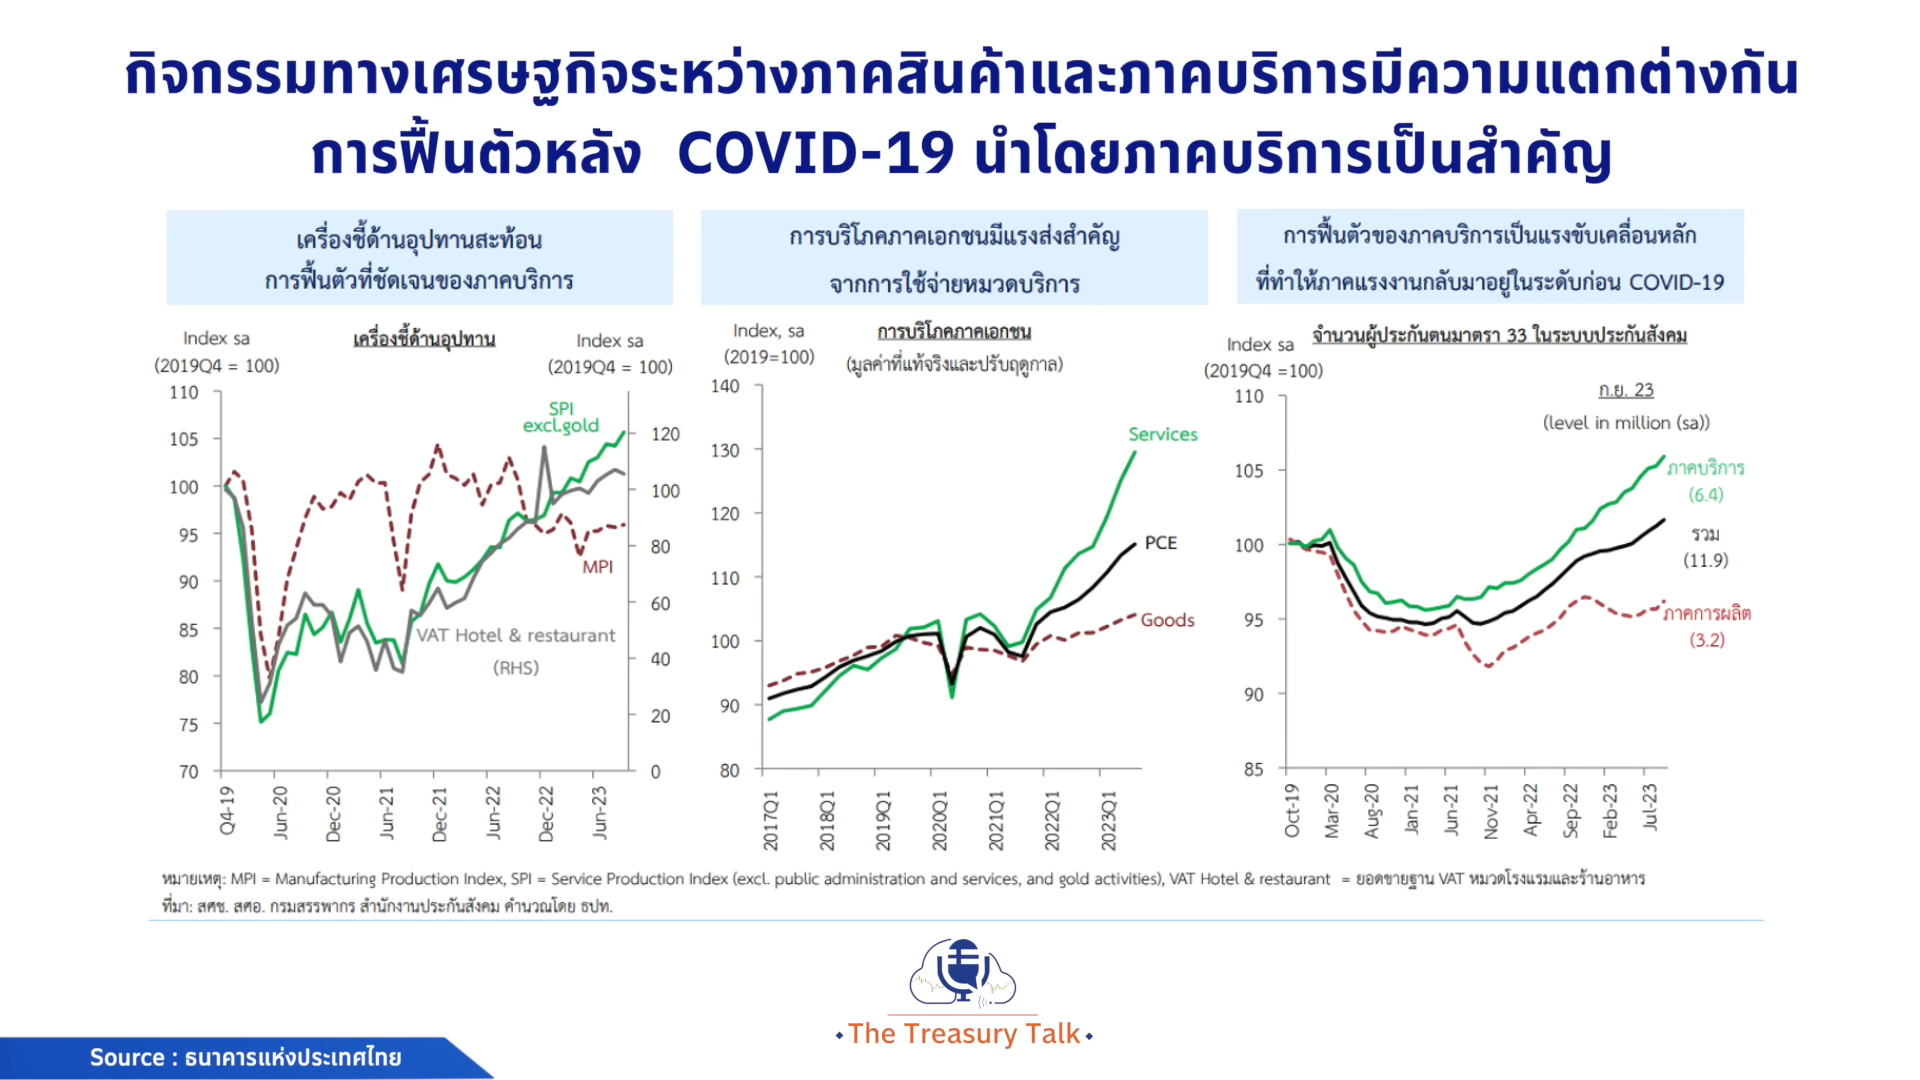 กิจกรรมทางเศรษฐกิจระหว่างภาคสินค้าและภาคบริการมีความแตกต่างกัน
การฟื้นตัวหลัง COVID-19 นำโดยภาคบริการเป็นสำคัญ
เครื่องชี้ด้านอุปทานสะท้อน
การฟื้นตัวที่ชัดเจนของภาคบริการ
Index sa
(2019Q4 = 100)
เครื่องชี้ด้านอุปทาน
Index sa
(2019Q4 = 100)
110
105
100
95
90
85
80
75
70
SPI
excl.gold
MPI
VAT Hotel & restaurant
(RHS)
120
100
80
60
40
20
0
Q4-19
Jun-20
Dec-20
Jun-21
Dec-21
Jun-22
Dec-22
Jun-23
การบริโภคภาคเอกชนมีแรงส่งสำคัญ
จากการใช้จ่ายหมวดบริการ
Index, sa
(2019=100)
การบริโภคภาคเอกชน
(มูลค่าที่แท้จริงและปรับฤดูกาล)
140
130
120
110
100
90
80
Services
PCE
Goods
2017Q1
2018Q1
2019Q1
2020Q1
2021Q1
2022Q1
2023Q1
การฟื้นตัวของภาคบริการเป็นแรงขับเคลื่อนหลัก
ที่ทำให้ภาคแรงงานกลับมาอยู่ในระดับก่อน COVID-19
Index sa
(2019Q4 =100)
จำนวนผู้ประกันตนมาตรา 33 ในระบบประกันสังคม
ก.ย. 23
(level in million (sa))
110
105
100
95
90
85
ภาคบริการ
(6.4)
รวม
(11.9)
ภาคการผลิต
(3.2)
Oct-19
Mar-20
Aug-20
Jan-21
Jun-21
Nov-21
Apr-22
Sep-22
Feb-23
Jul-23
หมายเหตุ: MPI = Manufacturing Production Index, SPI = Service Production Index (excl. public administration and services, and gold activities), VAT Hotel & restaurant = ยอดขายฐาน VAT หมวดโรงแรมและร้านอาหาร
ที่มา: สศช. สศอ. กรมสรรพากร สำนักงานประกันสังคม คำนวณโดย ธปท.
The Treasury Talk
Source : ธนาคารแห่งประเทศไทย